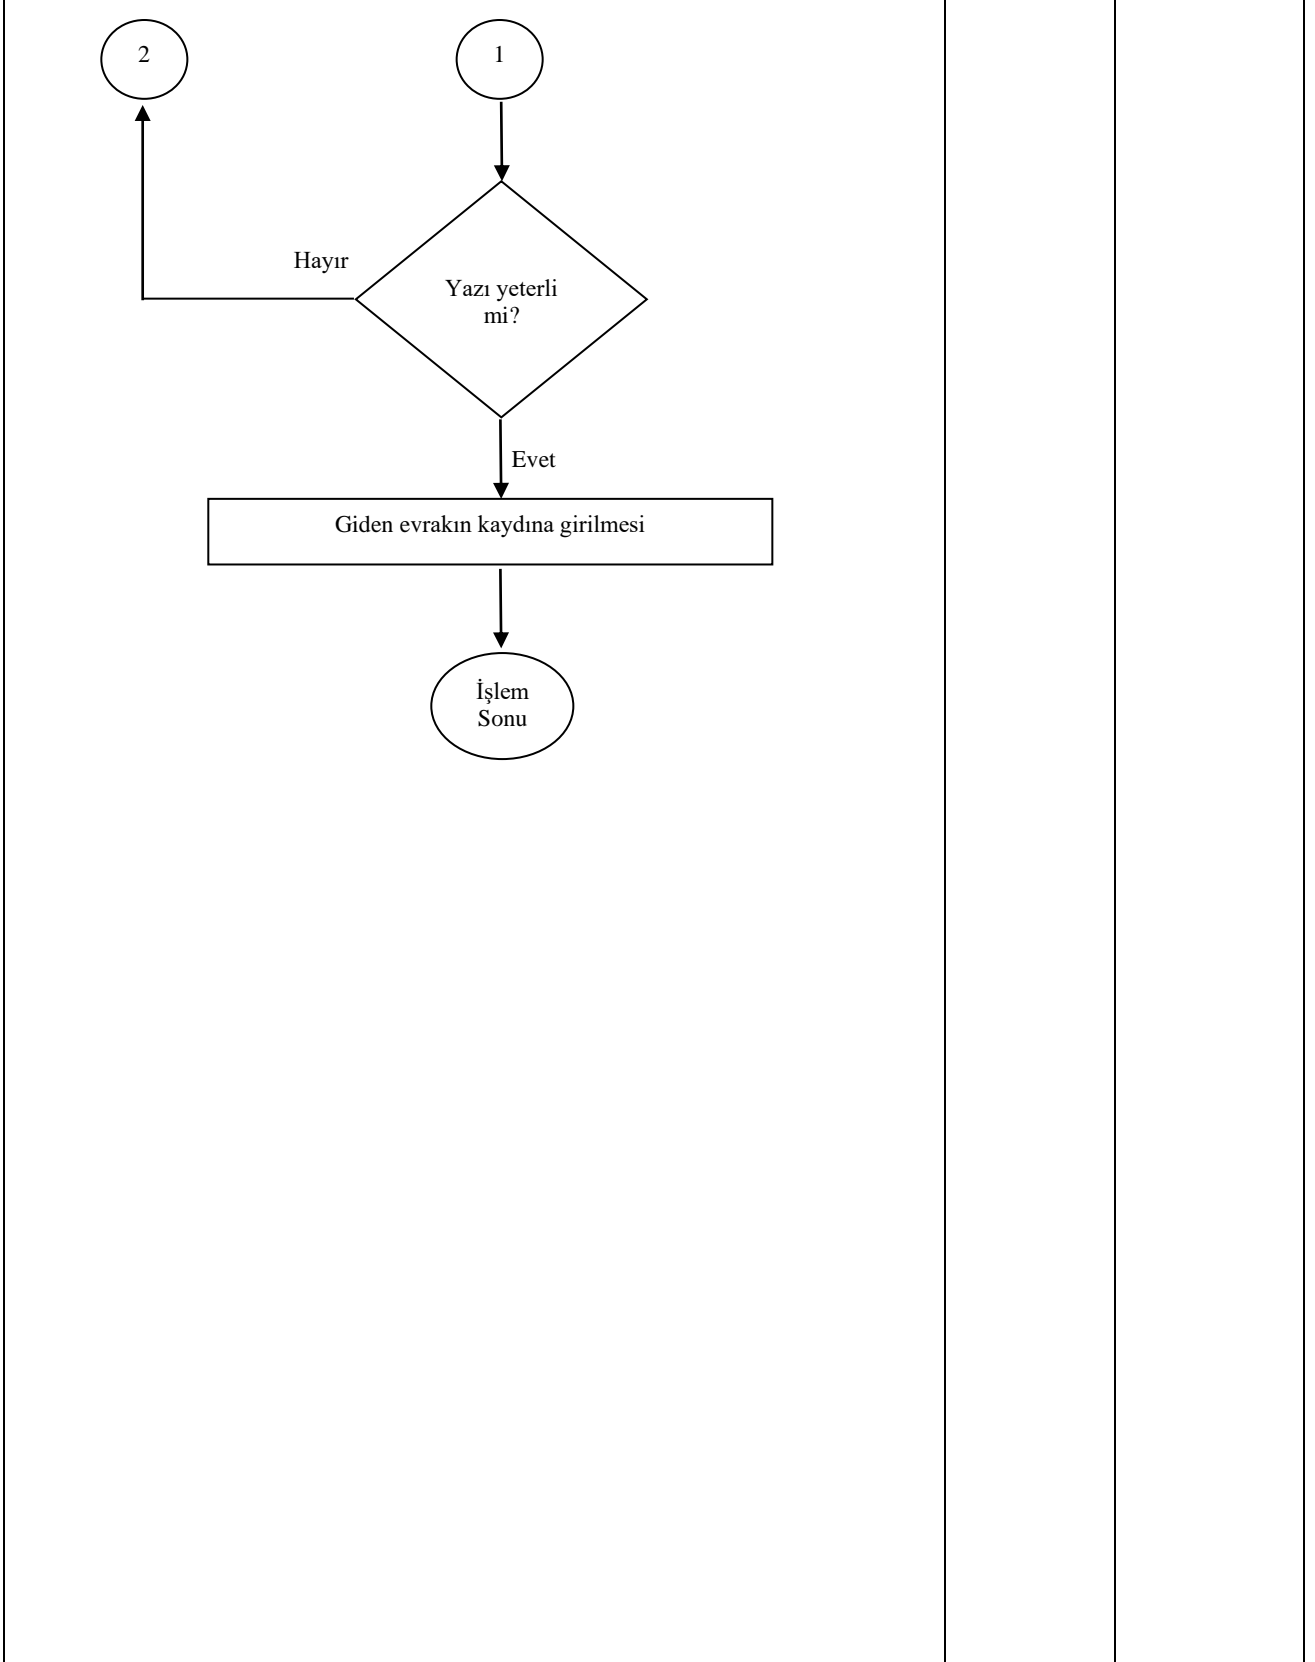 2
1
Hayır
Yazı yeterli
mi?
Evet
Giden evrakın kaydına girilmesi
İşlem
Sonu